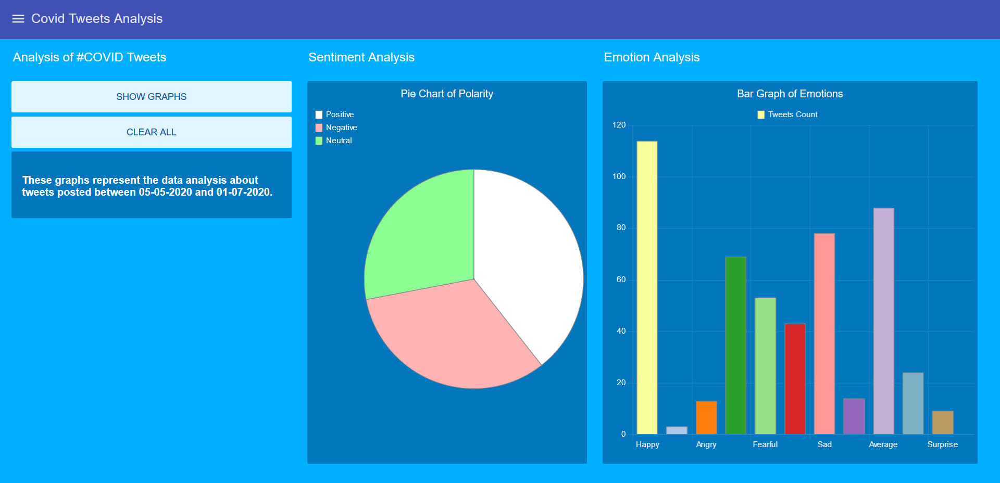 Covid Tweets Analysis
Analysis of #COVID Tweets
SHOW GRAPHS
CLEAR ALL
These graphs represent the data analysis about
tweets posted between 05-05-2020 and 01-07-2020.
Sentiment Analysis
Pie Chart of Polarity
Positive
Negative
Neutral
Emotion Analysis
Bar Graph of Emotions
Tweets Count
120
100
80
60
40
20
0
Happy Angry Fearful Sad Average Surprise